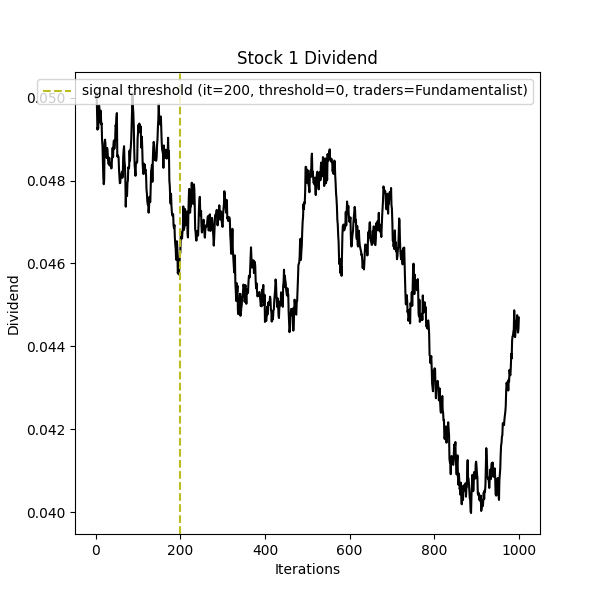 Stock 1 Dividend
signal threshold (it=200, threshold=0, traders=Fundamentalist)
0.050
0.048
0.046
0.044
0.042
0.040
Dividend
0 200 400 600 800 1000
Iterations